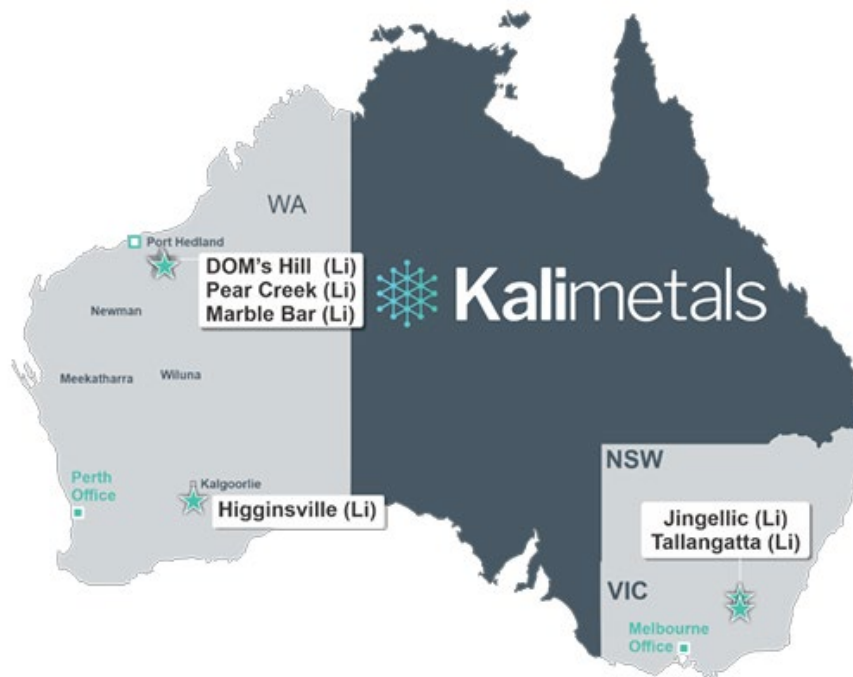 WA
Port Hedland
DOM's Hill (Li)
Pear Creek (Li)
Marble Bar (Li)
Kalimetals
Newman
Meekatharra
Wiluna
Perth
Office
Kalgoorlie
Higginsville (Li)
NSW
Jingellic (Li)
Tallangatta (Li)
VIC
Melbourne
Office